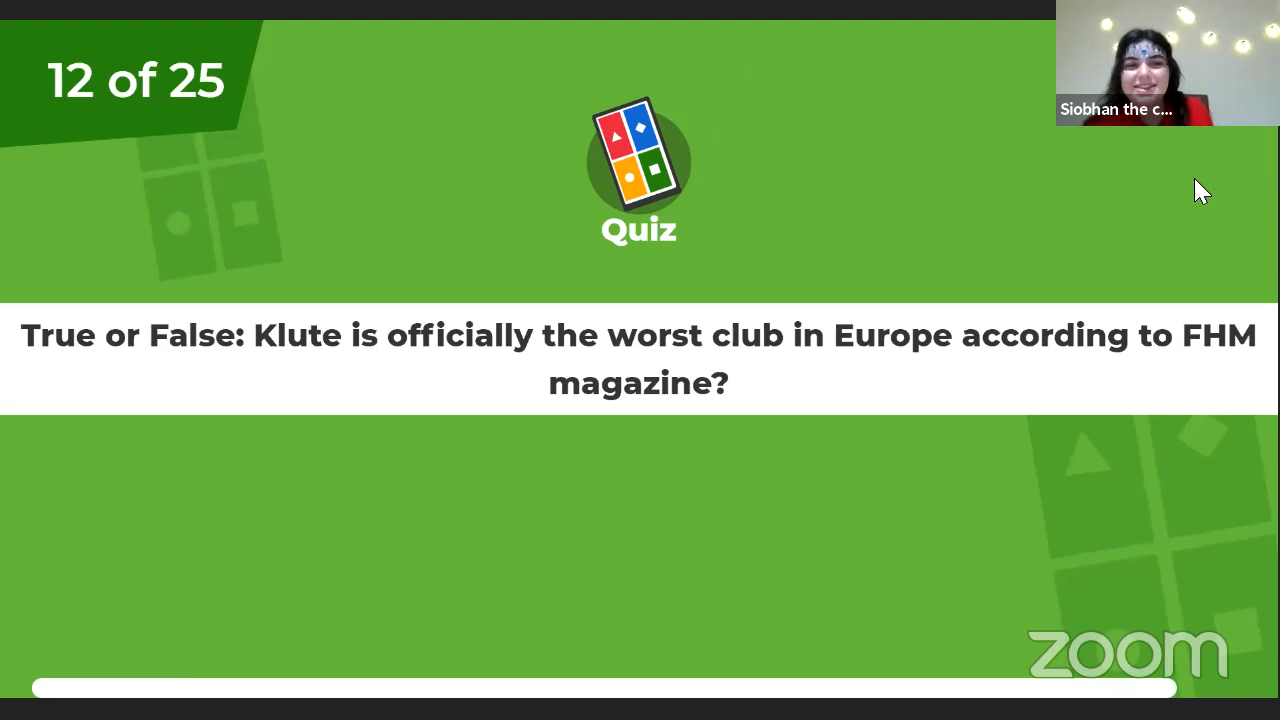 12 of 25
Siobhan the c...
Quiz
True or False: Klute is officially the worst club in Europe according to FHM
magazine?
zoom